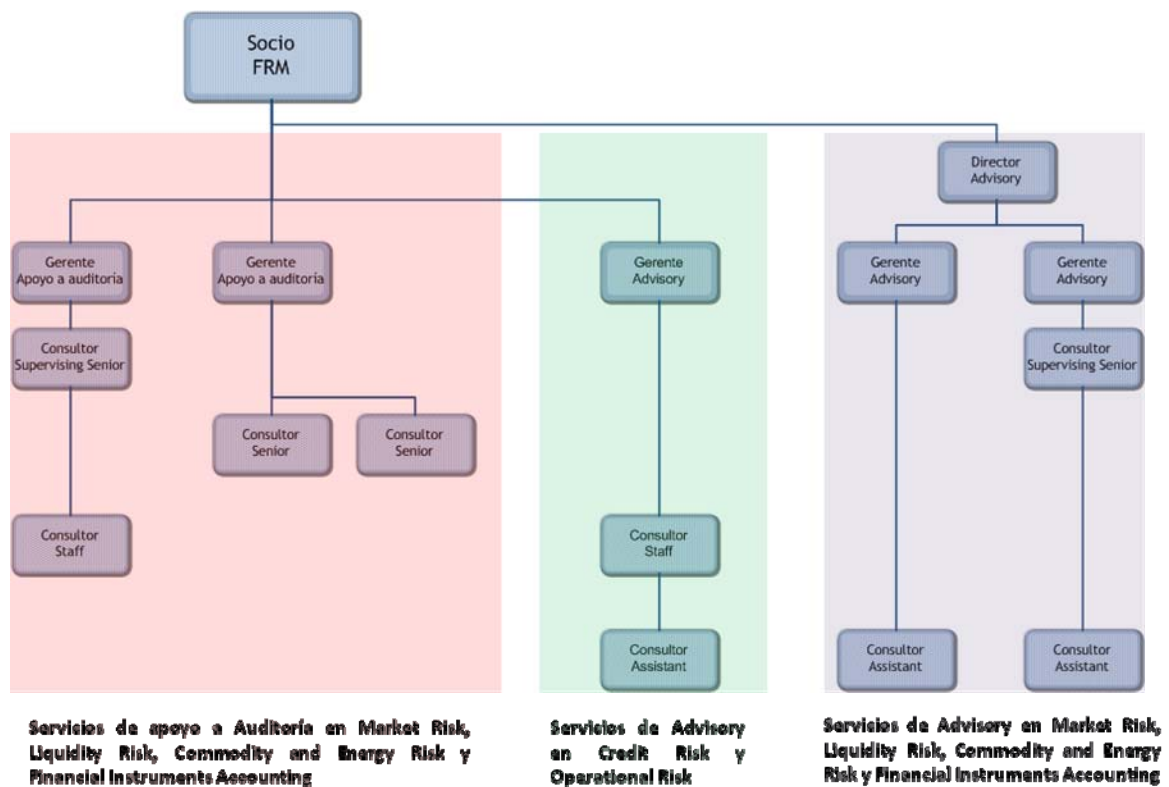 Socio
FRM
Director
Advisory
Gerente
Apoyo a auditoría
Gerente
Apoyo a auditoría
Gerente
Advisory
Gerente
Advisory
Gerente
Advisory
Consultor
Supervising Senior
Consultor
Supervising Senior
Consultor
Senior
Consultor
Senior
Consultor
Staff
Consultor
Staff
Consultor
Assistant
Consultor
Assistant
Consultor
Assistant
Servicios de apoyo a Auditoría en Market Risk,
Liquidity Risk, Commodity and Energy Risk y
Financial Instruments Accounting
Servicios de Advisory
en Credit Risk y
Operational Risk
Servicios de Advisory en Market Risk,
Liquidity Risk, Commodity and Energy
Risk y Financial Instruments Accounting